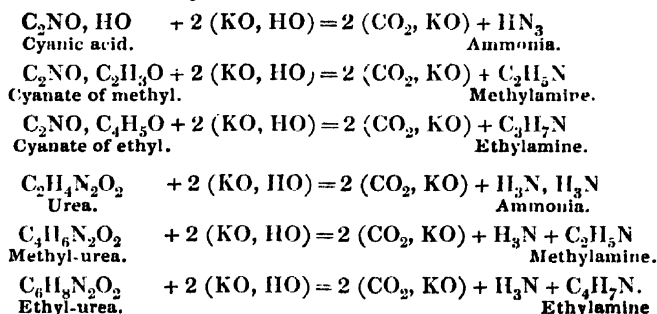 C₂NO, HO + 2 (KO, HO) = 2 (CO₂, KO) + HN₃
Cyanic acid. Ammonia.
C₂NO, C₂H₃O + 2 (KO, HO) = 2 (CO₂, KO) + C₂H₅N
Cyanate of methyl. Methylamine.
C₂NO, C₄H₅O + 2 (KO, HO) = 2 (CO₂, KO) + C₃H₇N
Cyanate of ethyl. Ethylamine.
C₂H₄N₂O₂ + 2 (KO, HO) = 2 (CO₂, KO) + H₃N, H₃N
Urea. Ammonia.
C₄H₆N₂O₂ + 2 (KO, HO) = 2 (CO₂, KO) + H₃N + C₂H₅N
Methyl-urea. Methylamine.
C₆H₈N₂O₂ + 2 (KO, HO) = 2 (CO₂, KO) + H₃N + C₄H₇N.
Ethyl-urea. Ethylamine